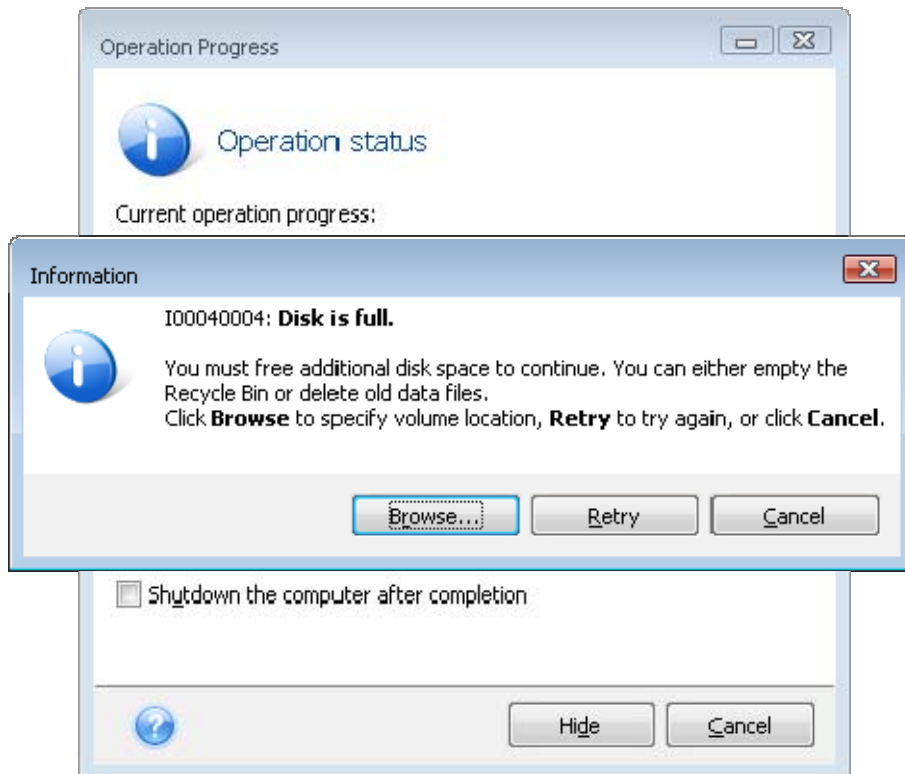 Operation Progress
Operation status
Current operation progress:
Information
I00040004: Disk is full.
You must free additional disk space to continue. You can either empty the
Recycle Bin or delete old data files.
Click Browse to specify volume location, Retry to try again, or click Cancel.
Browse...
Retry
Cancel
Shutdown the computer after completion
Hide
Cancel